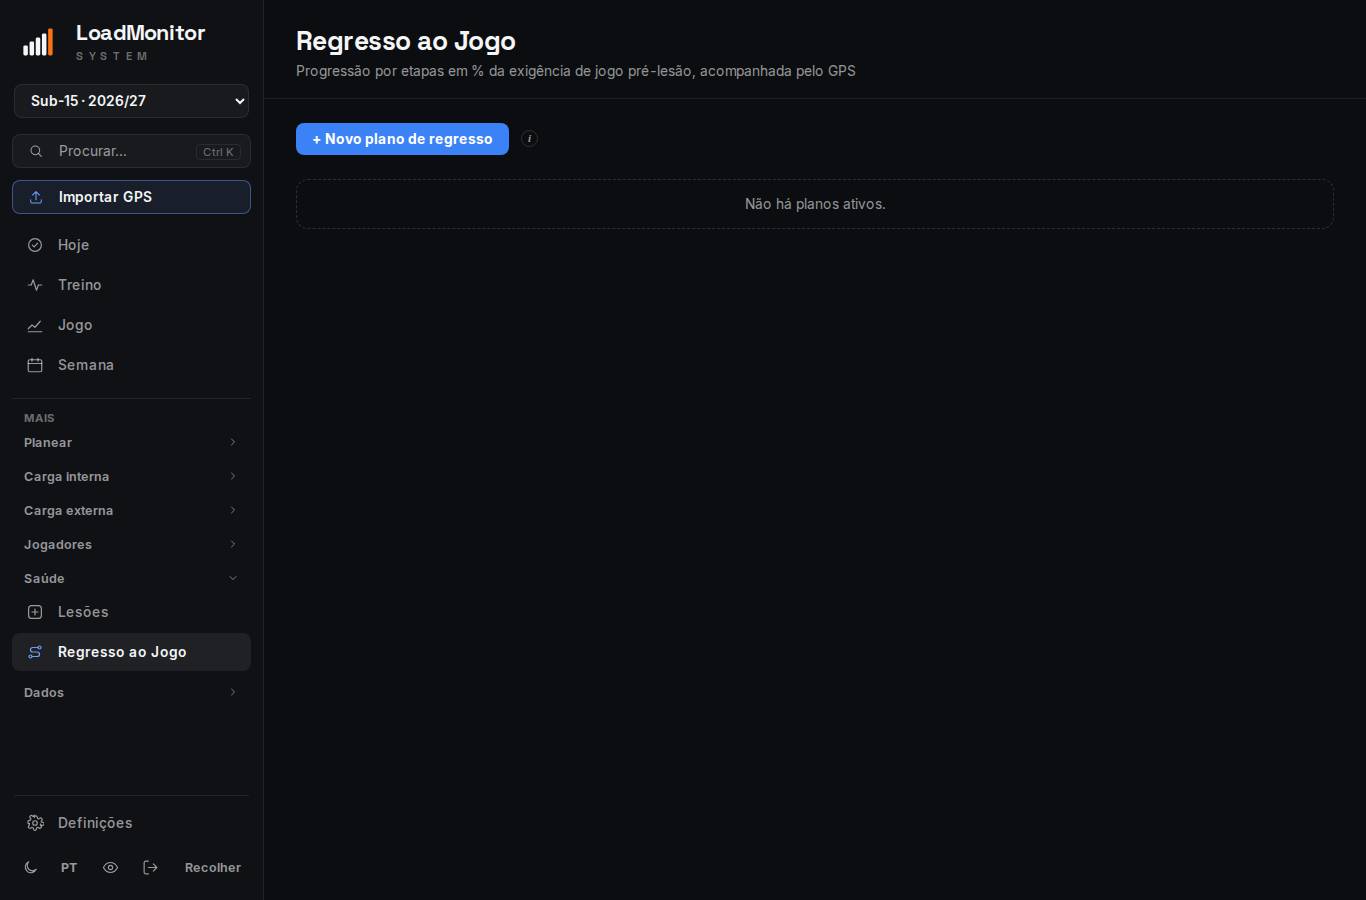 LoadMonitor
SYSTEM
Sub-15 · 2026/27
Procurar... Ctrl K
Importar GPS
Hoje
Treino
Jogo
Semana
MAIS
Planear
Carga interna
Carga externa
Jogadores
Saúde
Lesões
Regresso ao Jogo
Dados
Definições
PT
Recolher
Regresso ao Jogo
Progressão por etapas em % da exigência de jogo pré-lesão, acompanhada pelo GPS
+ Novo plano de regresso i
Não há planos ativos.